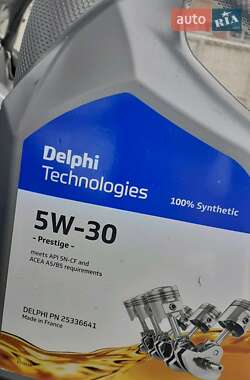 AUTO RIA
Delphi
Technologies
100% Synthetic
5W-30
- Prestige -
meets API SN-CF and
ACEA A5/B5 requirements
DELPHI PN 25336641
Made in France